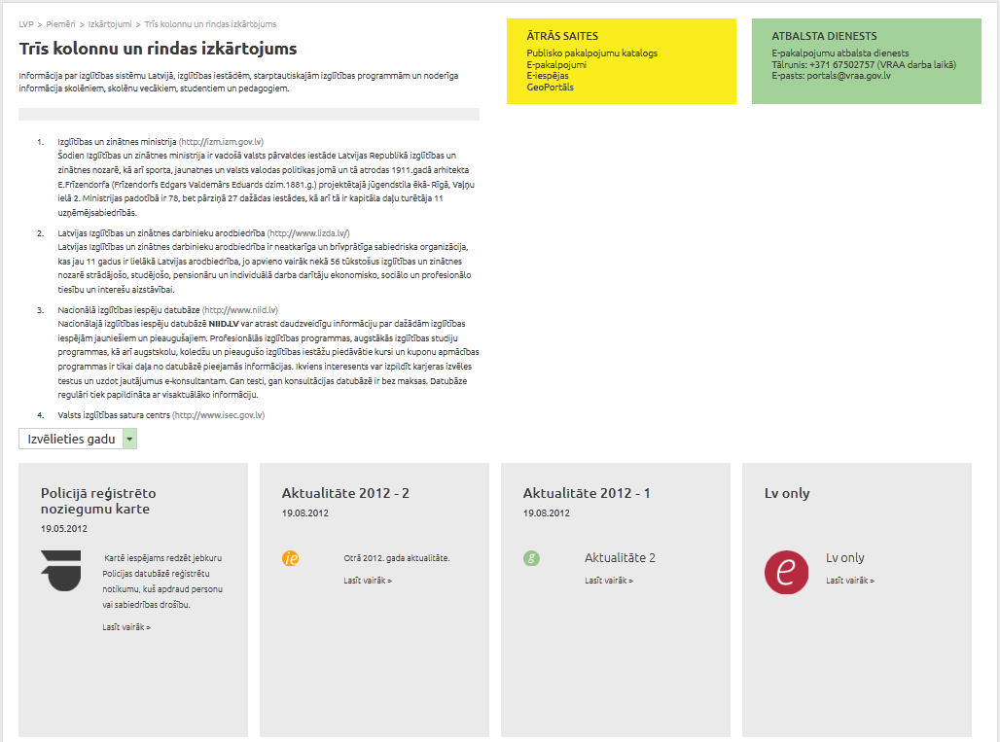 LVP > Piemēri > Izkārtojumi > Trīs kolonnu un rindas izkārtojums
Trīs kolonnu un rindas izkārtojums
Informācija par izglītības sistēmu Latvijā, izglītības iestādēm, starptautiskajām izglītības programmām un noderīga
informācija skolēniem, skolēnu vecākiem, studentiem un pedagogiem.
ĀTRĀS SAITES
Publisko pakalpojumu katalogs
E-pakalpojumi
E-iespējas
GeoPortāls
ATBALSTA DIENESTS
E-pakalpojumu atbalsta dienests
Tālrunis: +371 67502757 (VRAA darba laikā)
E-pasts: portals@vraa.gov.lv
1. Izglītības un zinātnes ministrija (http://izm.izm.gov.lv)
Šodien Izglītības un zinātnes ministrija ir vadošā valsts pārvaldes iestāde Latvijas Republikā izglītības un
zinātnes nozarē, kā arī sporta, jaunatnes un valsts valodas politikas jomā un tā atrodas 1911.gadā arhitekta
E.Frīzendorfa (Frīzendorfs Edgars Valdemārs Eduards dzim.1881.g.) projektētajā jūgendstila ēkā- Rīgā, Vaļņu
ielā 2. Ministrijas padotībā ir 78, bet pārziņā 27 dažādas iestādes, kā arī tā ir kapitāla daļu turētāja 11
uzņēmējsabiedrībās.
2. Latvijas Izglītības un zinātnes darbinieku arodbiedrība (http://www.lizda.lv/)
Latvijas Izglītības un zinātnes darbinieku arodbiedrība ir neatkarīga un brīvprātīga sabiedriska organizācija,
kas jau 11 gadus ir lielākā Latvijas arodbiedrība, jo apvieno vairāk nekā 56 tūkstošus izglītības un zinātnes
nozarē strādājošo, studējošo, pensionāru un individuālā darba darītāju ekonomisko, sociālo un profesionālo
tiesību un interešu aizstāvībai.
3. Nacionālā izglītības iespēju datubāze (http://www.niid.lv)
Nacionālajā izglītības iespēju datubāzē NIID.LV var atrast daudzveidīgu informāciju par dažādām izglītības
iespējām jauniešiem un pieaugušajiem. Profesionālās izglītības programmas, augstākās izglītības studiju
programmas, kā arī augstskolu, koledžu un pieaugušo izglītības iestāžu piedāvātie kursi un kuponu apmācības
programmas ir tikai daļa no datubāzē pieejamās informācijas. Ikviens interesents var izpildīt karjeras izvēles
testus un uzdot jautājumus e-konsultantam. Gan testi, gan konsultācijas datubāzē ir bez maksas. Datubāze
regulāri tiek papildināta ar visaktuālāko informāciju.
4. Valsts izglītības satura centrs (http://www.isec.gov.lv)
Izvēlieties gadu
Policijā reģistrēto
noziegumu karte
19.05.2012
Kartē iespējams redzēt jebkuru
Policijas datubāzē reģistrētu
notikumu, kuš apdraud personu
vai sabiedrības drošību.
Lasīt vairāk »
Aktualitāte 2012 - 2
19.08.2012
ie
Otrā 2012. gada aktualitāte.
Lasīt vairāk »
Aktualitāte 2012 - 1
19.08.2012
g
Aktualitāte 2
Lasīt vairāk »
Lv only
e
Lv only
Lasīt vairāk »